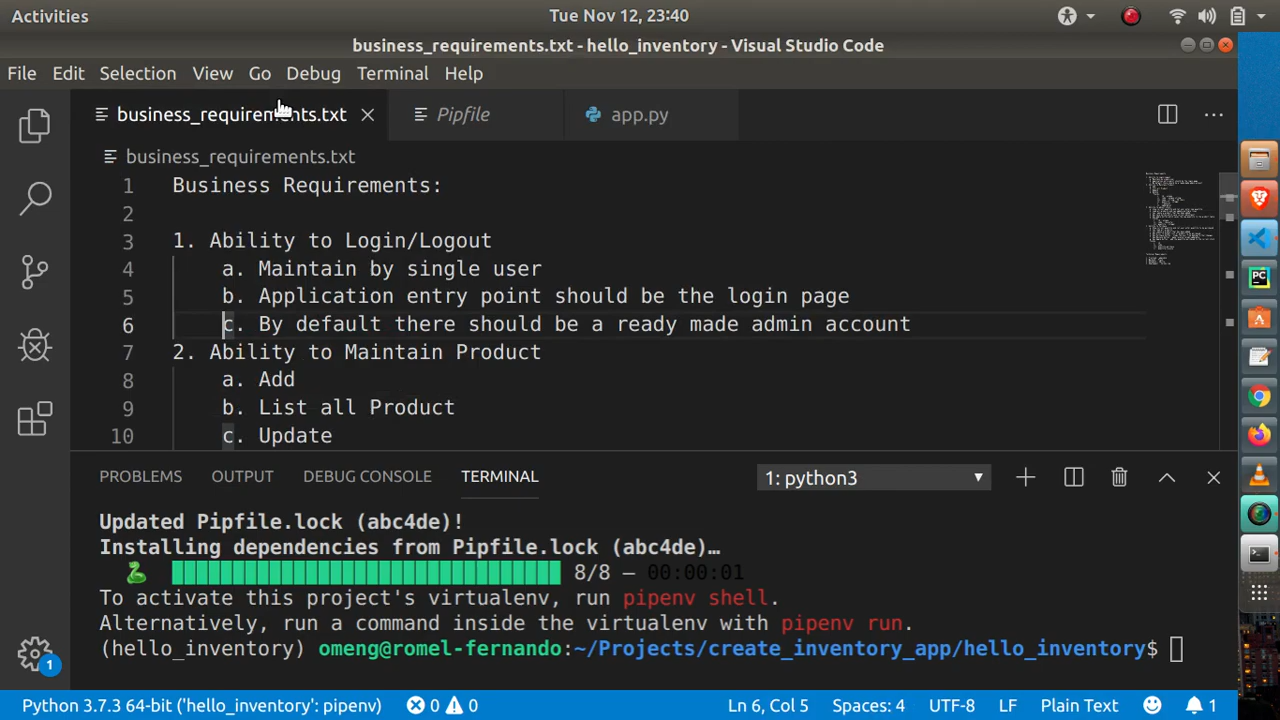 Activities
Tue Nov 12, 23:40
business_requirements.txt - hello_inventory - Visual Studio Code
File Edit Selection View Go Debug Terminal Help
business_requirements.txt Pipfile app.py
business_requirements.txt
1 Business Requirements:
2
3 1. Ability to Login/Logout
4 a. Maintain by single user
5 b. Application entry point should be the login page
6 c. By default there should be a ready made admin account
7 2. Ability to Maintain Product
8 a. Add
9 b. List all Product
10 c. Update
PROBLEMS OUTPUT DEBUG CONSOLE TERMINAL 1: python3
Updated Pipfile.lock (abc4de)!
Installing dependencies from Pipfile.lock (abc4de)…
8/8 — 00:00:01
To activate this project's virtualenv, run pipenv shell.
Alternatively, run a command inside the virtualenv with pipenv run.
(hello_inventory) omeng@romel-fernando:~/Projects/create_inventory_app/hello_inventory$
1
Python 3.7.3 64-bit ('hello_inventory': pipenv) 0 0 Ln 6, Col 5 Spaces: 4 UTF-8 LF Plain Text 1